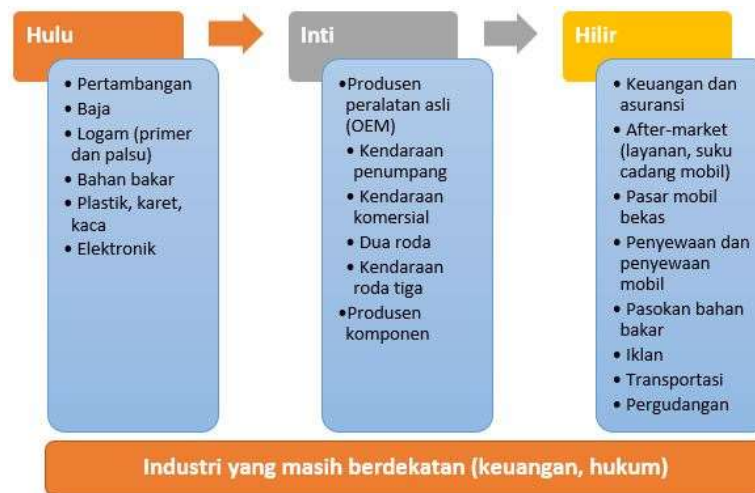 Hulu
• Pertambangan
• Baja
• Logam (primer
dan palsu)
• Bahan bakar
• Plastik, karet,
kaca
• Elektronik
Inti
•Produsen
peralatan asli
(OEM)
• Kendaraan
penumpang
• Kendaraan
komersial
• Dua roda
• Kendaraan
roda tiga
•Produsen
komponen
Hilir
• Keuangan dan
asuransi
• After-market
(layanan, suku
cadang mobil)
• Pasar mobil
bekas
• Penyewaan dan
penyewaan
mobil
• Pasokan bahan
bakar
• Iklan
• Transportasi
• Pergudangan
Industri yang masih berdekatan (keuangan, hukum)